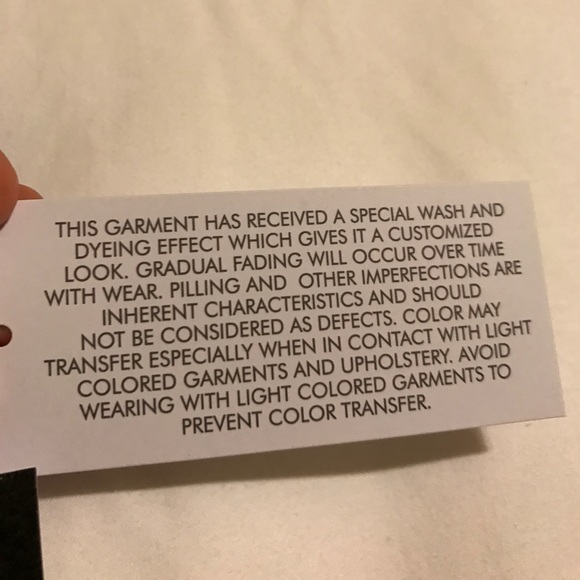 THIS GARMENT HAS RECEIVED A SPECIAL WASH AND
DYEING EFFECT WHICH GIVES IT A CUSTOMIZED
LOOK. GRADUAL FADING WILL OCCUR OVER TIME
WITH WEAR. PILLING AND OTHER IMPERFECTIONS ARE
INHERENT CHARACTERISTICS AND SHOULD
NOT BE CONSIDERED AS DEFECTS. COLOR MAY
TRANSFER ESPECIALLY WHEN IN CONTACT WITH LIGHT
COLORED GARMENTS AND UPHOLSTERY. AVOID
WEARING WITH LIGHT COLORED GARMENTS TO
PREVENT COLOR TRANSFER.